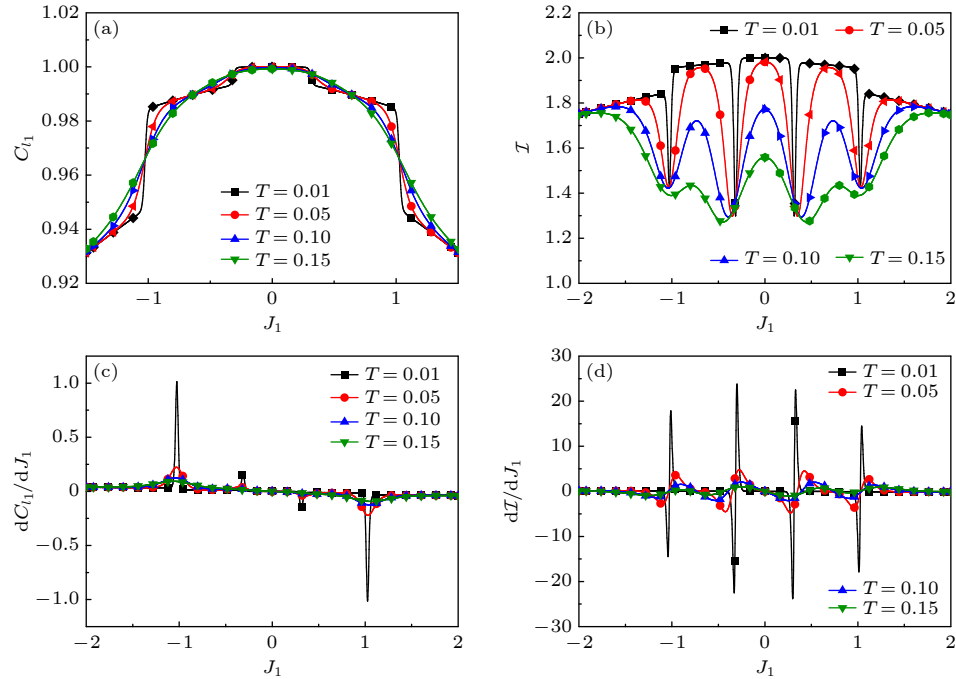 (a)
1.02
1.00
0.98
0.96
0.94
0.92
C_{l_1}
T = 0.01
T = 0.05
T = 0.10
T = 0.15
−1 0 1
J_1
(b)
2.2
2.0
1.8
1.6
1.4
1.2
1.0
ℐ
T = 0.01 T = 0.05
T = 0.10 T = 0.15
−2 −1 0 1 2
J_1
(c)
1.0
0.5
0
−0.5
−1.0
dC_{l_1}/dJ_1
T = 0.01
T = 0.05
T = 0.10
T = 0.15
−2 −1 0 1 2
J_1
(d)
30
20
10
0
−10
−20
−30
dℐ/dJ_1
T = 0.01
T = 0.05
T = 0.10
T = 0.15
−2 −1 0 1 2
J_1